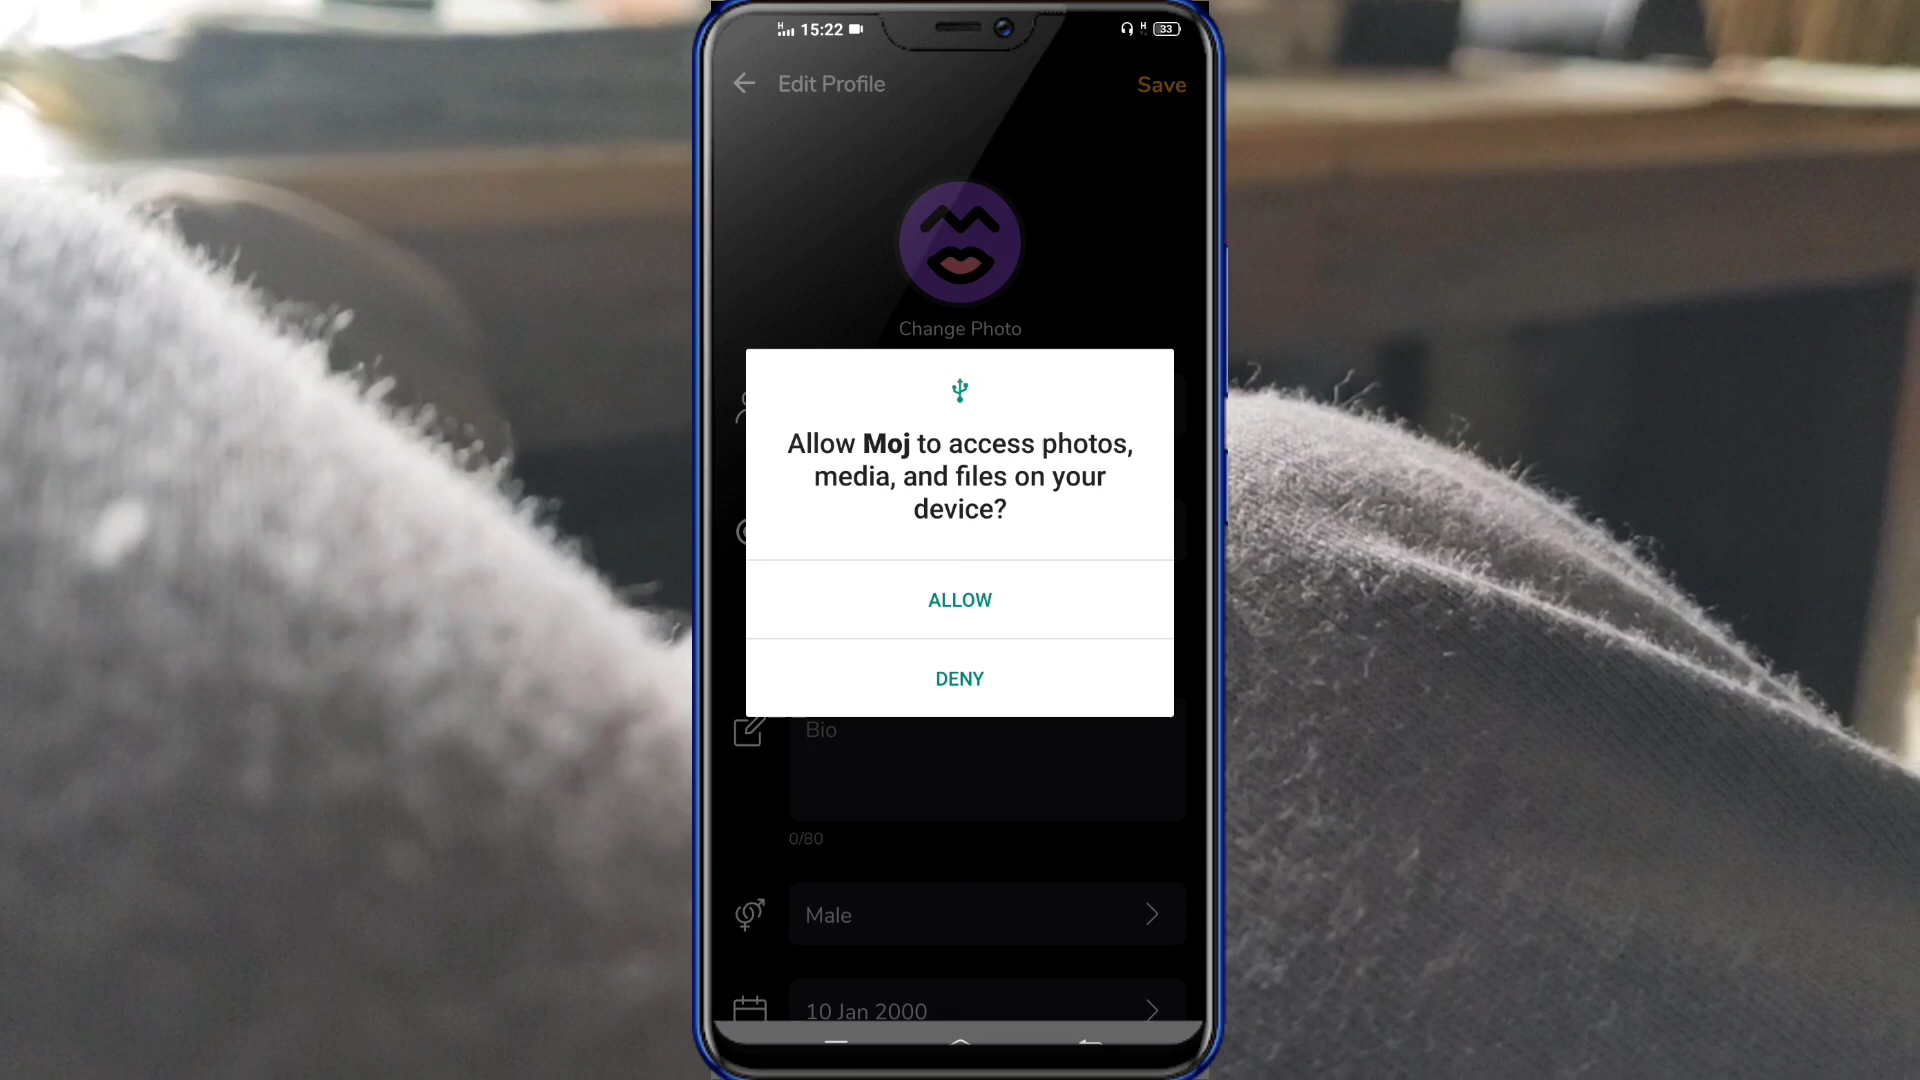 H 15:22 H 33
Edit Profile Save
Change Photo
Allow Moj to access photos,
media, and files on your
device?
ALLOW
DENY
Bio
0/80
Male
10 Jan 2000